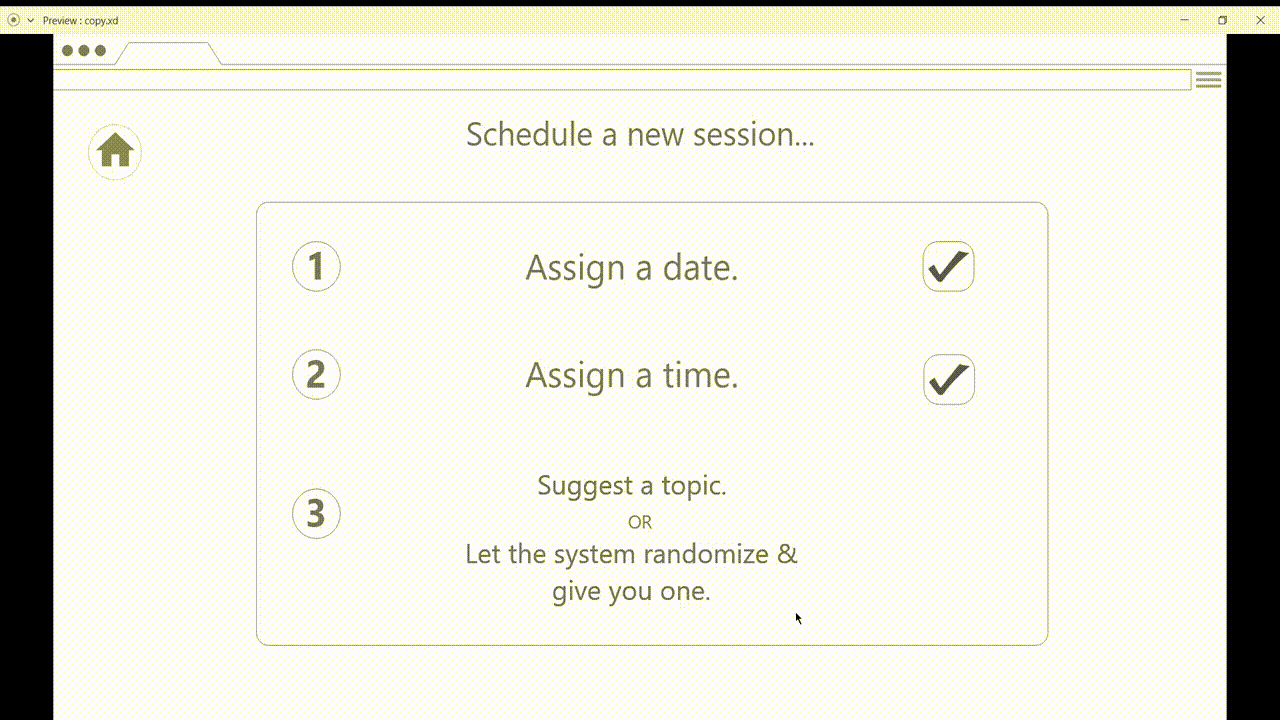 Preview : copy.xd
Schedule a new session...
1
Assign a date.
2
Assign a time.
3
Suggest a topic.
OR
Let the system randomize &
give you one.